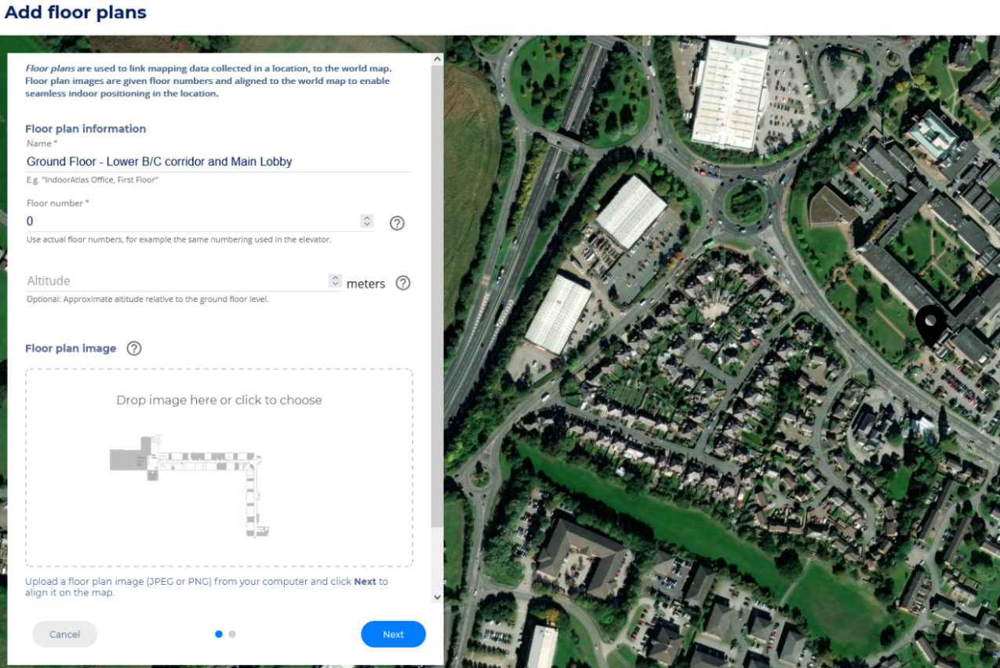 Add floor plans
Floor plans are used to link mapping data collected in a location, to the world map.
Floor plan images are given floor numbers and aligned to the world map to enable
seamless indoor positioning in the location.
Floor plan information
Name *
Ground Floor - Lower B/C corridor and Main Lobby
E.g. "IndoorAtlas Office, First Floor"
Floor number *
0
Use actual floor numbers, for example the same numbering used in the elevator.
Altitude
meters
Optional: Approximate altitude relative to the ground floor level.
Floor plan image
Drop image here or click to choose
Upload a floor plan image (JPEG or PNG) from your computer and click Next to
align it on the map.
Cancel
Next